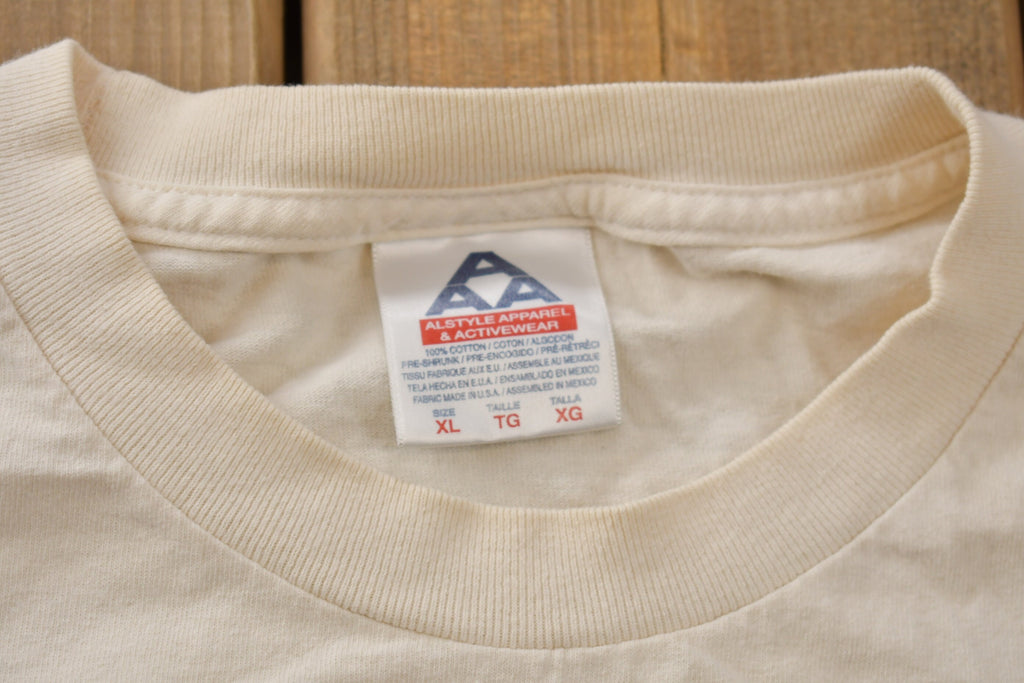 A
A A
ALSTYLE APPAREL
& ACTIVEWEAR
100% COTTON / COTON / ALGODON
PRE-SHRUNK / PRE-ENCOGIDO / PRÉ-RÉTRÉCI
TISSU FABRIQUE AUX E.U. / ASSEMBLE AU MEXIQUE
TELA HECHA EN E.U.A. / ENSAMBLADO EN MEXICO
FABRIC MADE IN U.S.A. / ASSEMBLED IN MEXICO
SIZE TAILLE TALLA
XL TG XG